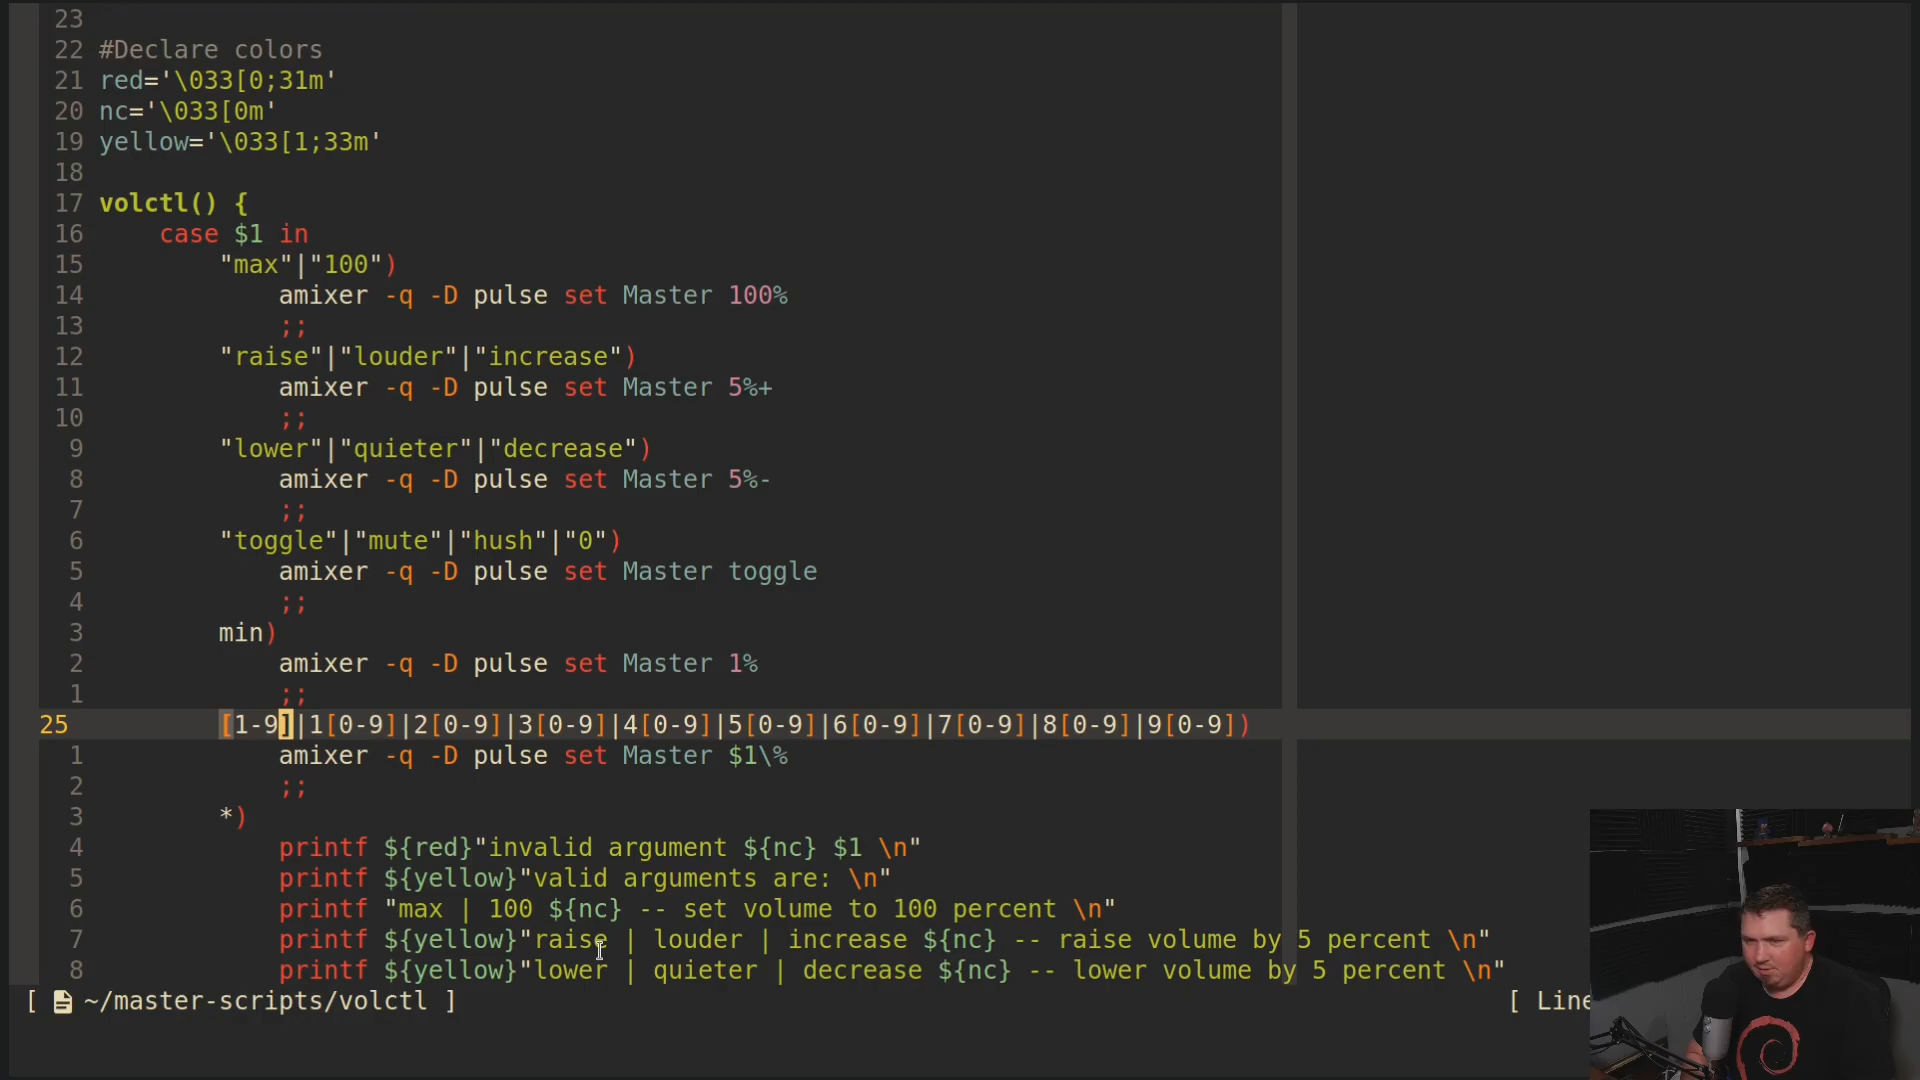 23
22 #Declare colors
21 red='\033[0;31m'
20 nc='\033[0m'
19 yellow='\033[1;33m'
18
17 volctl() {
16     case $1 in
15         "max"|"100")
14             amixer -q -D pulse set Master 100%
13             ;;
12         "raise"|"louder"|"increase")
11             amixer -q -D pulse set Master 5%+
10             ;;
9         "lower"|"quieter"|"decrease")
8             amixer -q -D pulse set Master 5%-
7             ;;
6         "toggle"|"mute"|"hush"|"0")
5             amixer -q -D pulse set Master toggle
4             ;;
3         min)
2             amixer -q -D pulse set Master 1%
1             ;;
25         [1-9]|1[0-9]|2[0-9]|3[0-9]|4[0-9]|5[0-9]|6[0-9]|7[0-9]|8[0-9]|9[0-9])
1             amixer -q -D pulse set Master $1\%
2             ;;
3         *)
4             printf ${red}"invalid argument ${nc} $1 \n"
5             printf ${yellow}"valid arguments are: \n"
6             printf "max | 100 ${nc} -- set volume to 100 percent \n"
7             printf ${yellow}"raise | louder | increase ${nc} -- raise volume by 5 percent \n"
8             printf ${yellow}"lower | quieter | decrease ${nc} -- lower volume by 5 percent \n"
[ ~/master-scripts/volctl ] [ Line